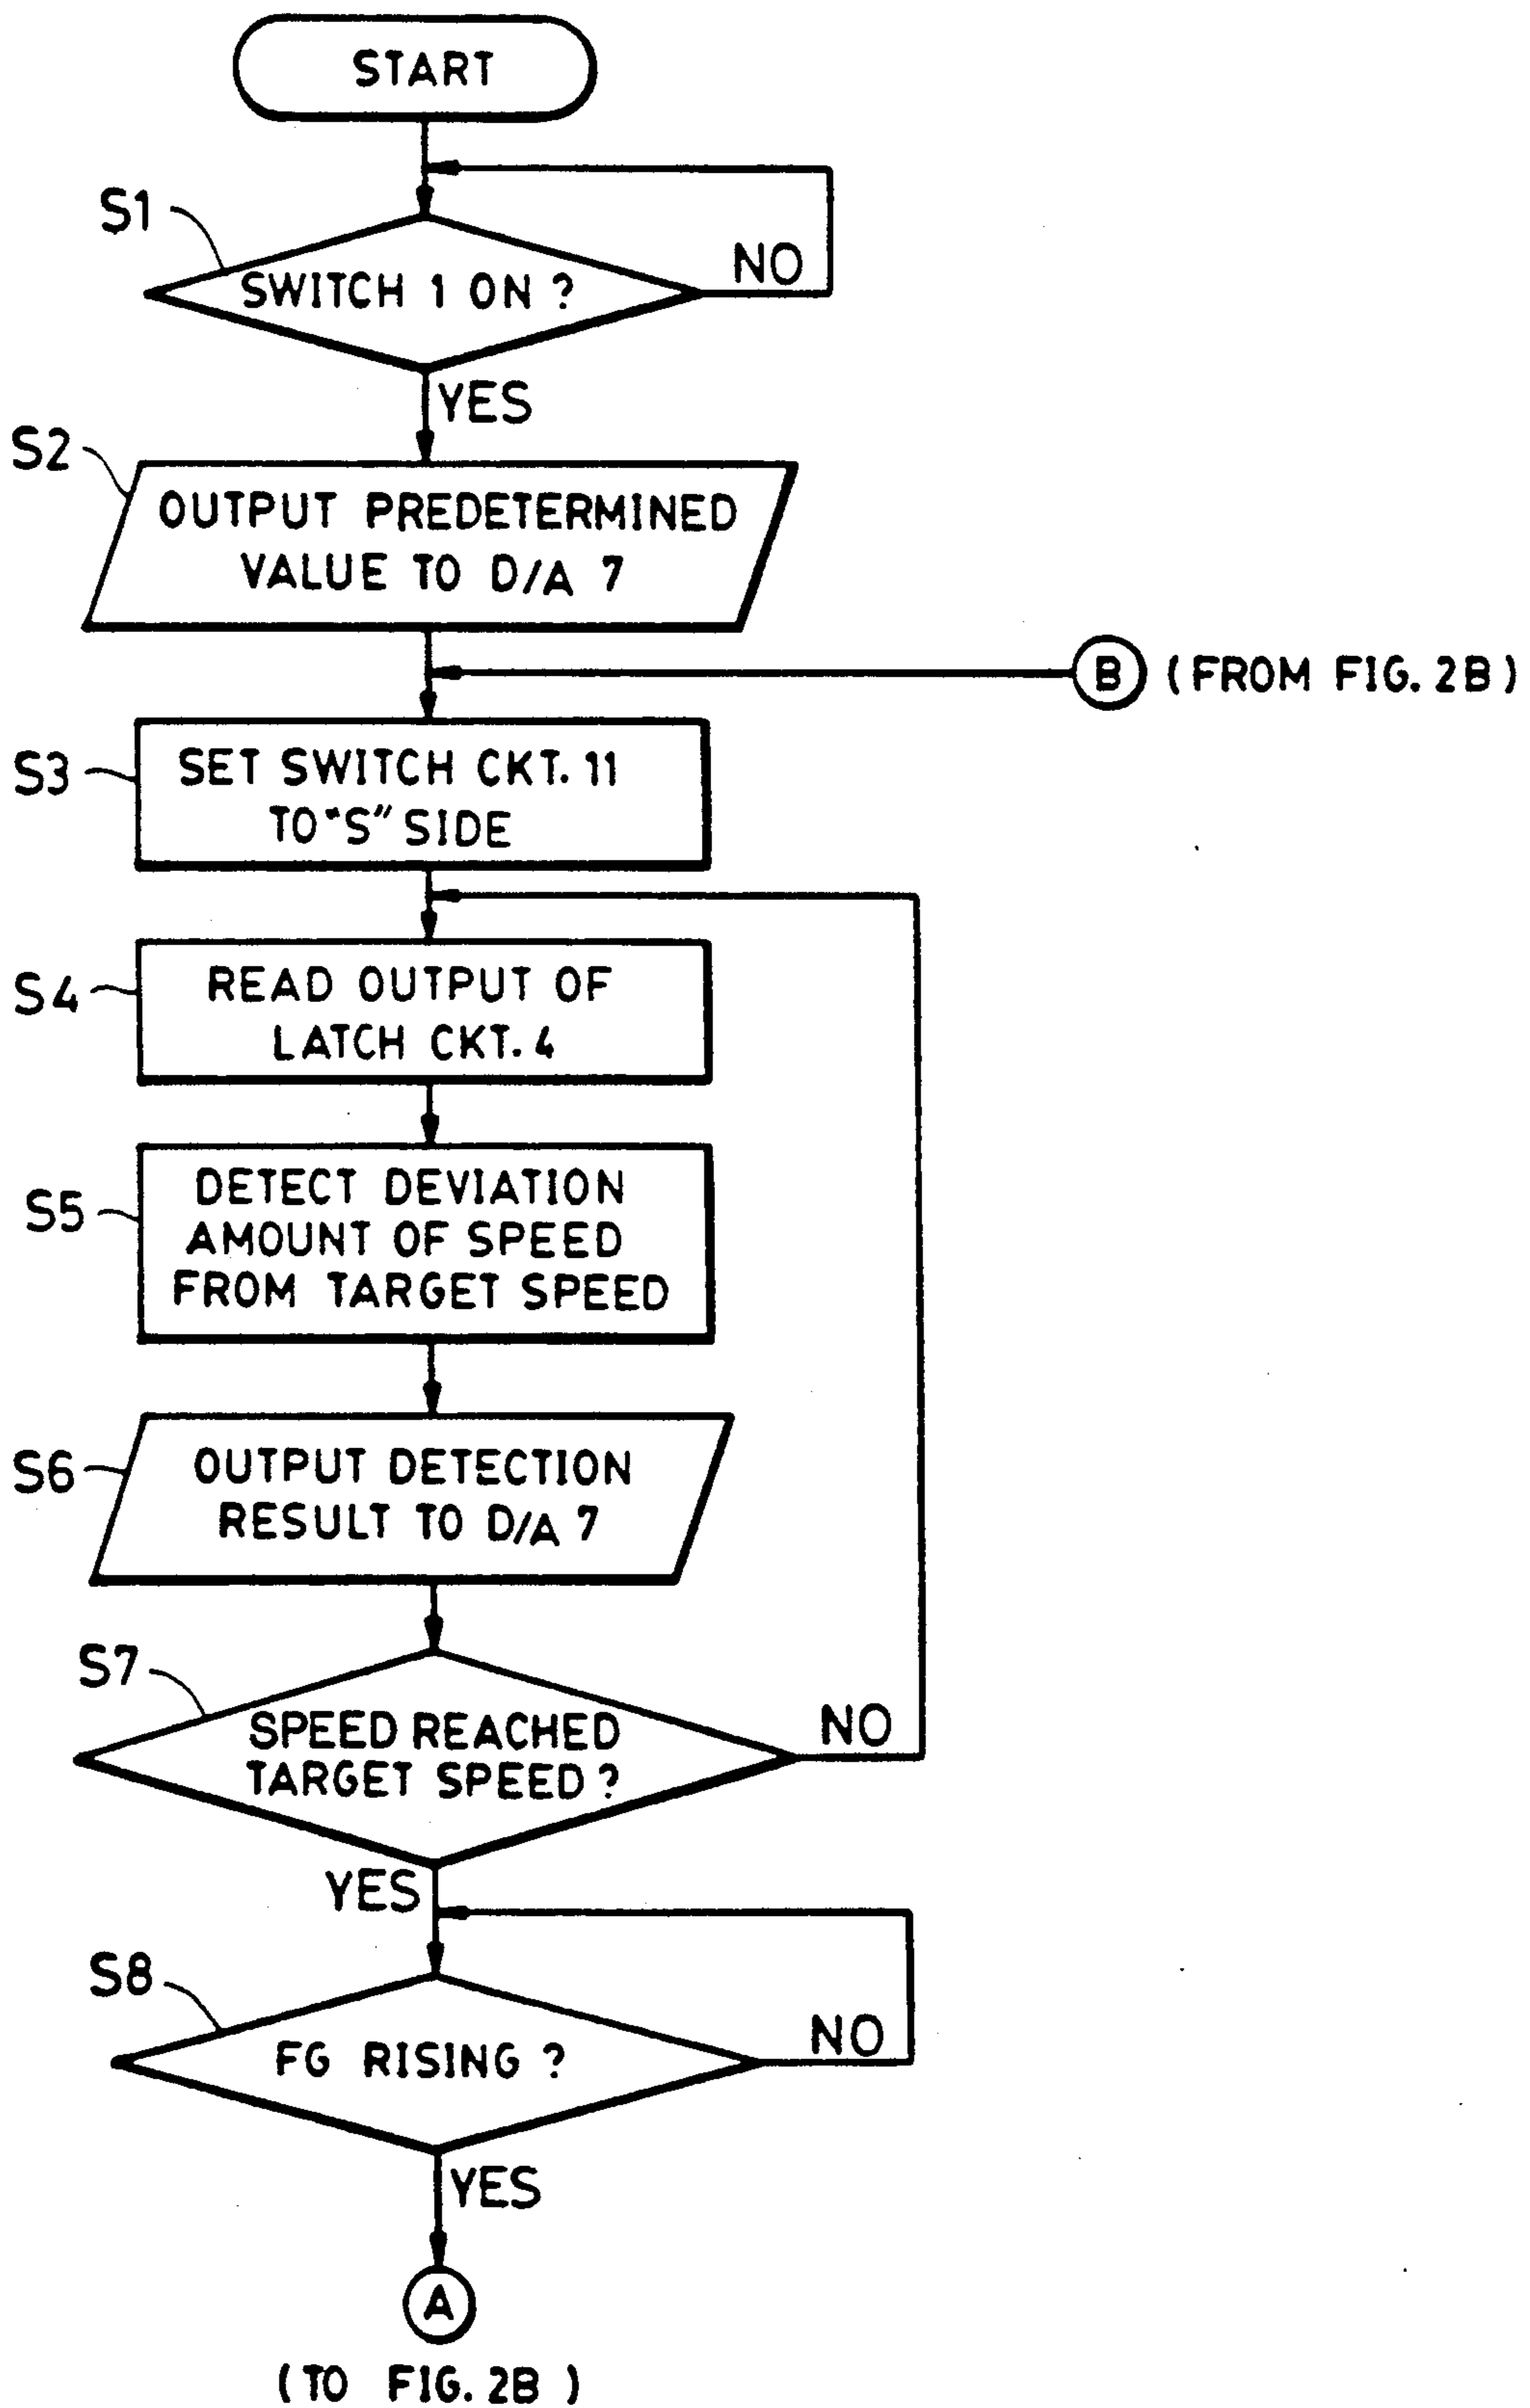 START
S1
SWITCH 1 ON ?
NO
YES
S2
OUTPUT PREDETERMINED
VALUE TO D/A 7
B (FROM FIG. 2B)
S3
SET SWITCH CKT. 11
TO "S" SIDE
S4
READ OUTPUT OF
LATCH CKT. 4
S5
DETECT DEVIATION
AMOUNT OF SPEED
FROM TARGET SPEED
S6
OUTPUT DETECTION
RESULT TO D/A 7
S7
SPEED REACHED
TARGET SPEED ?
NO
YES
S8
FG RISING ?
NO
YES
A
(TO FIG. 2B )